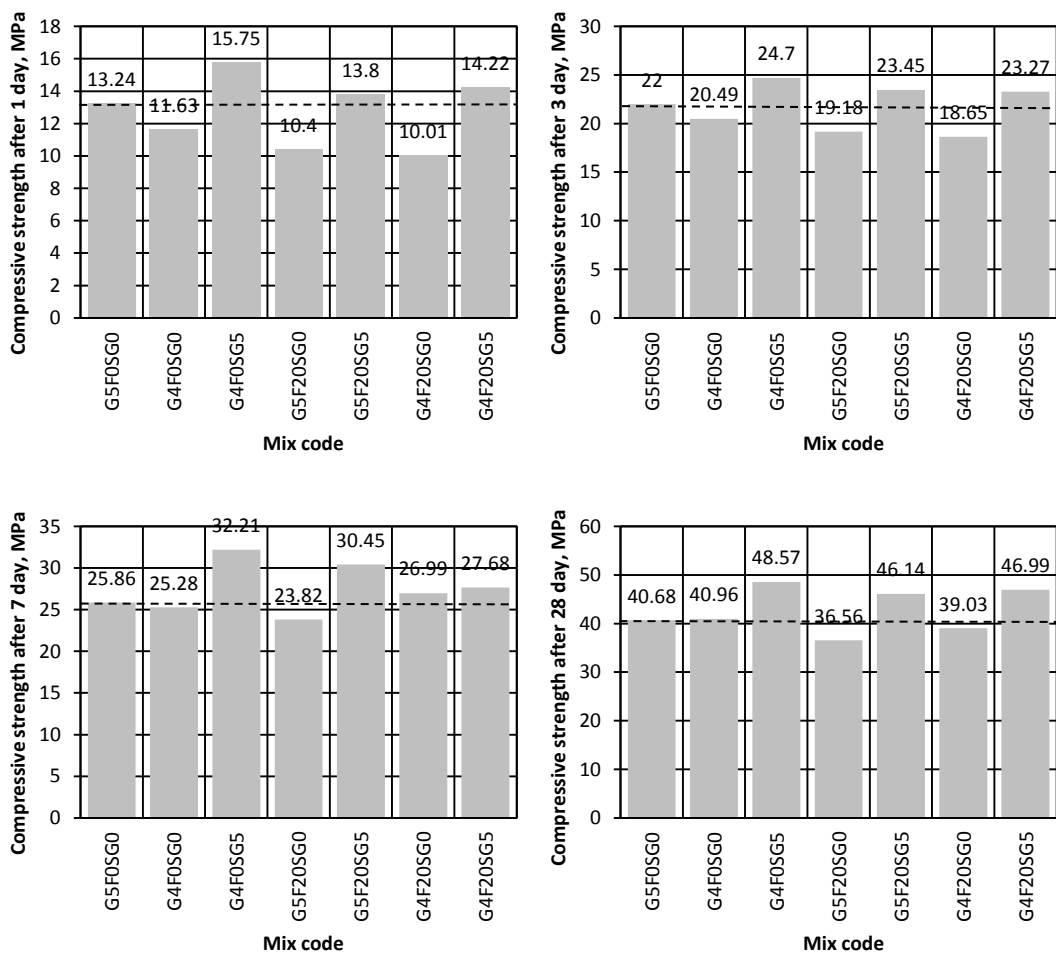 Compressive strength after 1 day, MPa
18
16
14
12
10
8
6
4
2
0
13.24
11.63
15.75
10.4
13.8
10.01
14.22
G5F0SG0
G4F0SG0
G4F0SG5
G5F20SG0
G5F20SG5
G4F20SG0
G4F20SG5
Mix code
Compressive strength after 3 day, MPa
30
25
20
15
10
5
0
22
20.49
24.7
19.18
23.45
18.65
23.27
G5F0SG0
G4F0SG0
G4F0SG5
G5F20SG0
G5F20SG5
G4F20SG0
G4F20SG5
Mix code
Compressive strength after 7 day, MPa
35
30
25
20
15
10
5
0
25.86
25.28
32.21
23.82
30.45
26.99
27.68
G5F0SG0
G4F0SG0
G4F0SG5
G5F20SG0
G5F20SG5
G4F20SG0
G4F20SG5
Mix code
Compressive strength after 28 day, MPa
60
50
40
30
20
10
0
40.68
40.96
48.57
36.56
46.14
39.03
46.99
G5F0SG0
G4F0SG0
G4F0SG5
G5F20SG0
G5F20SG5
G4F20SG0
G4F20SG5
Mix code